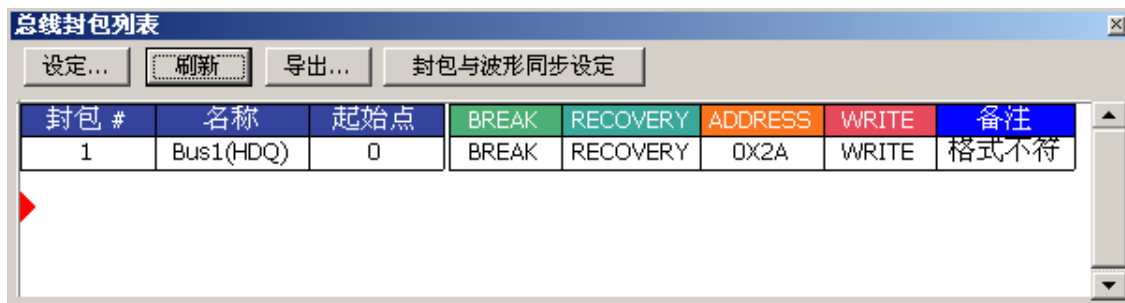 总线封包列表
设定... 刷新 导出... 封包与波形同步设定
封包 # 名称 起始点 BREAK RECOVERY ADDRESS WRITE 备注
1 Bus1(HDQ) 0 BREAK RECOVERY 0X2A WRITE 格式不符